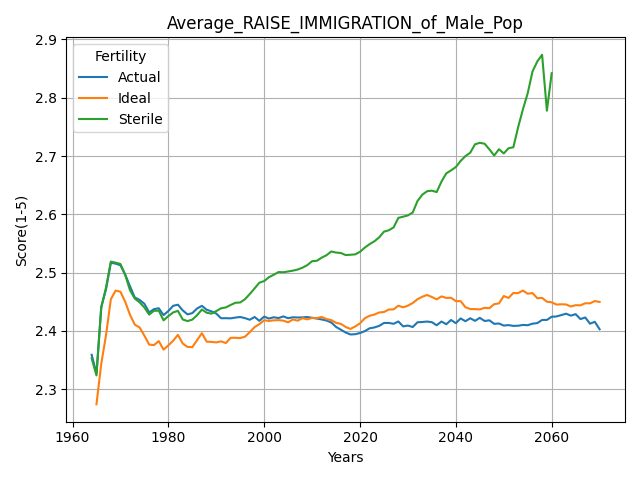 Average_RAISE_IMMIGRATION_of_Male_Pop
Fertility
Actual
Ideal
Sterile
Score(1-5)
2.9
2.8
2.7
2.6
2.5
2.4
2.3
1960 1980 2000 2020 2040 2060
Years